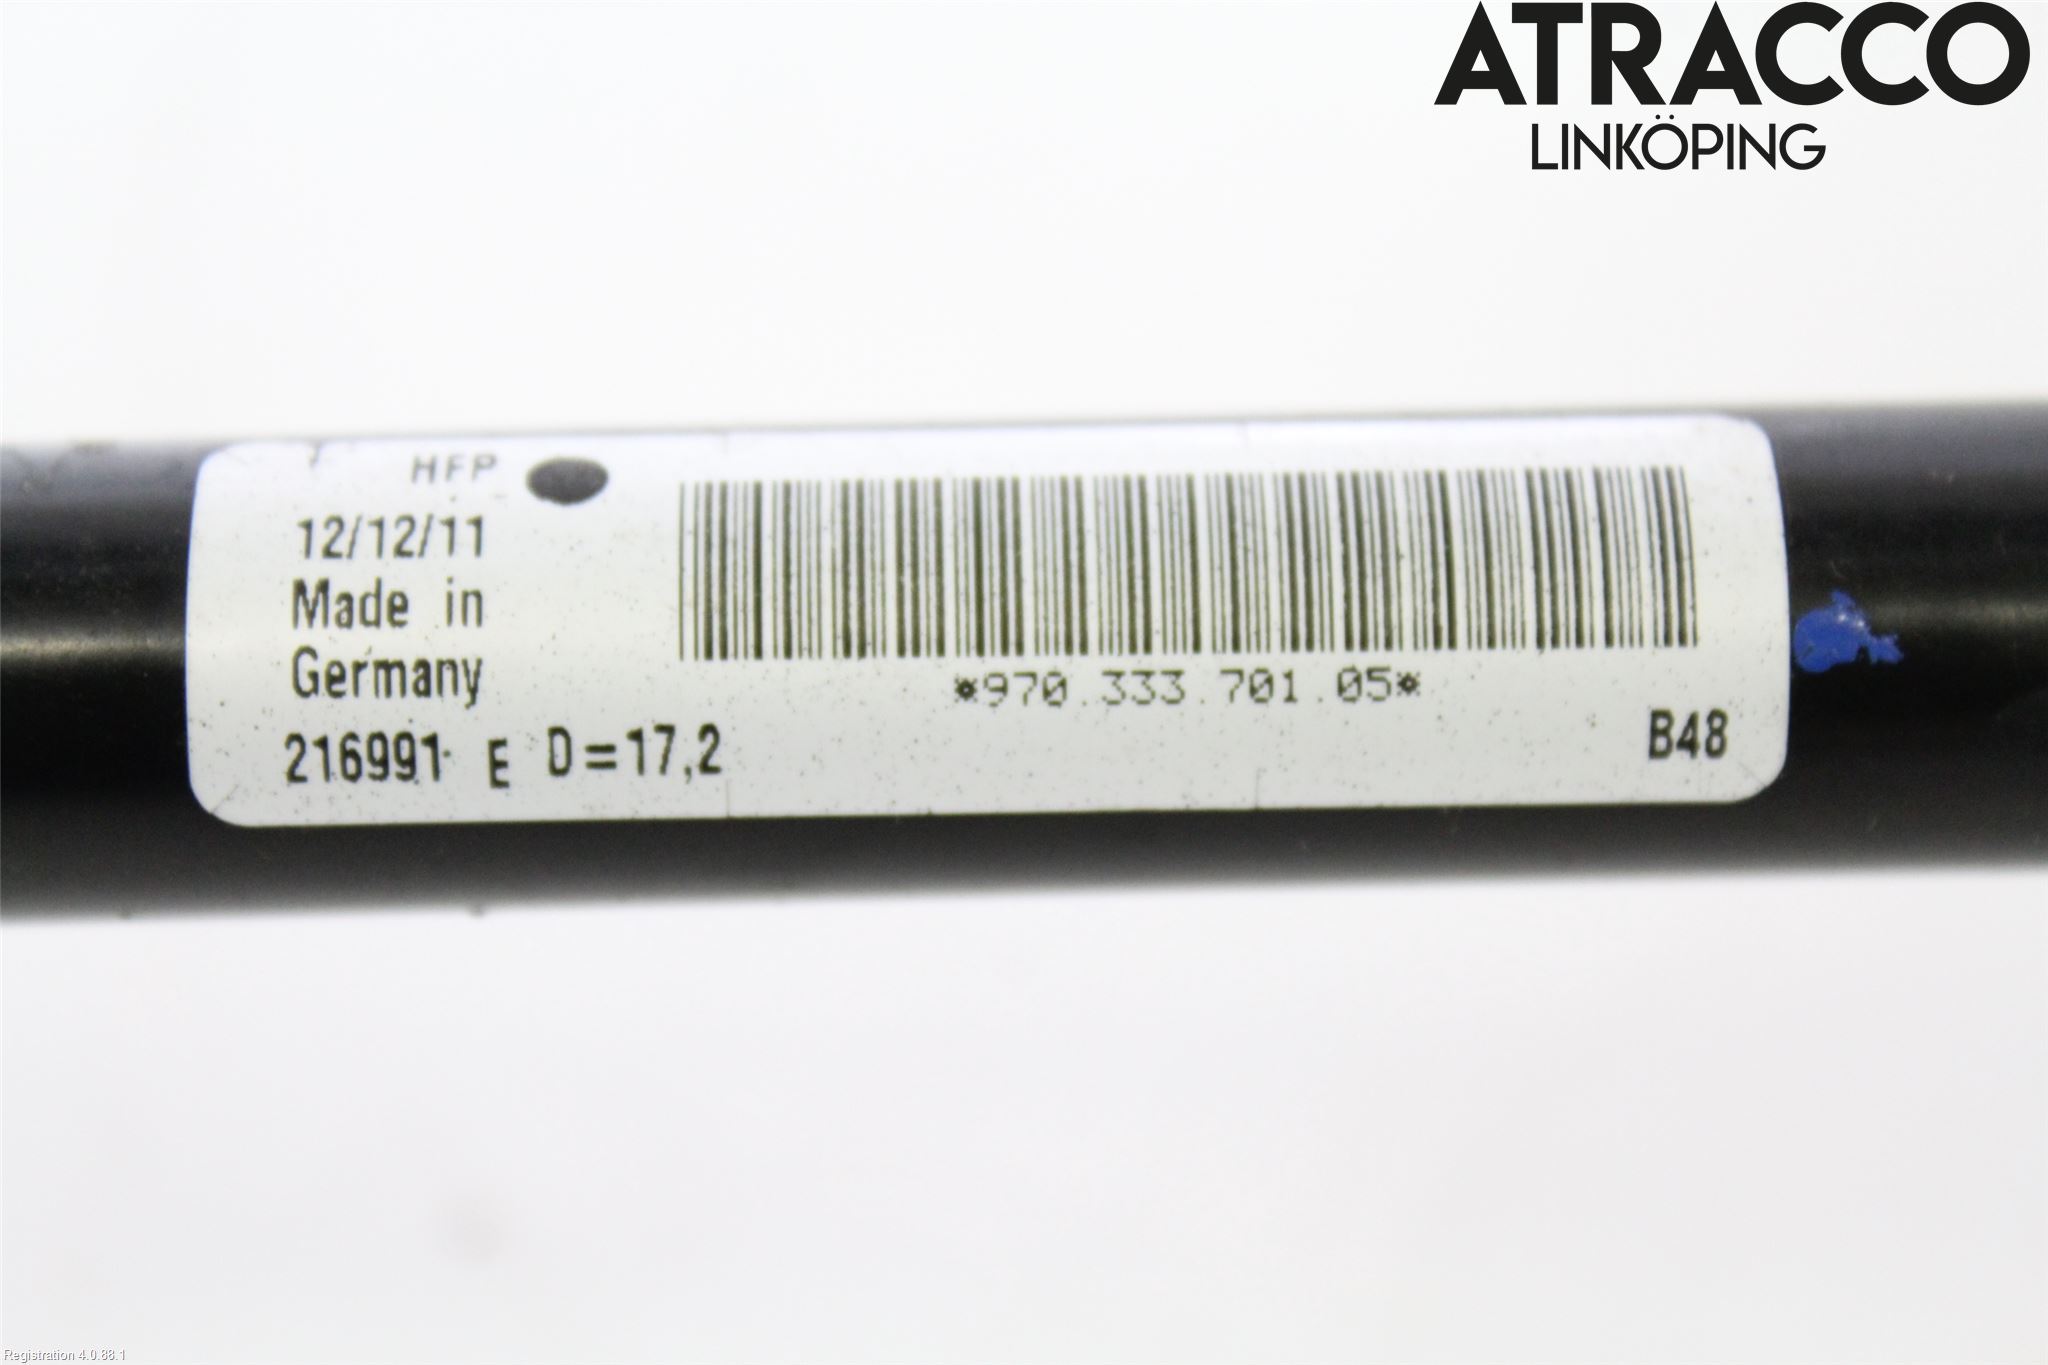 ATRACCO
LINKÖPING
HFP
12/12/11
Made in
Germany
216991 E D=17,2
*970.333.701.05*
B48
Registration 4.0.88.1